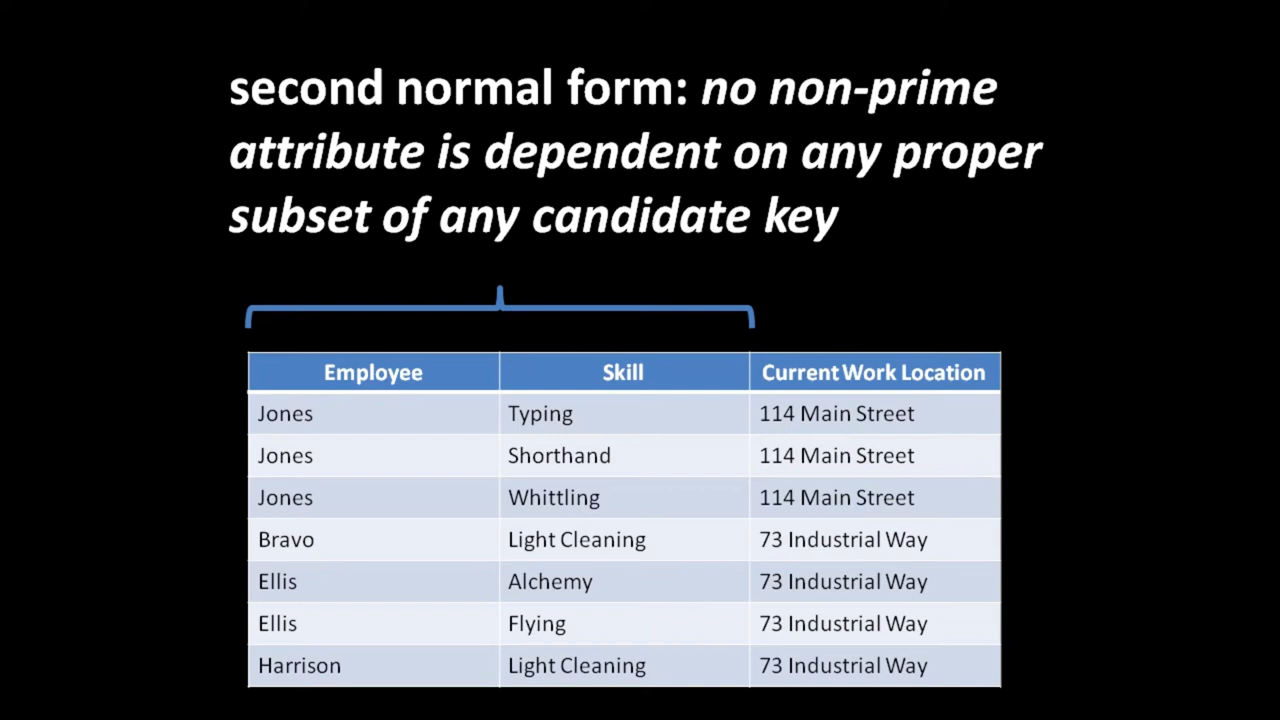 second normal form: no non-prime
attribute is dependent on any proper
subset of any candidate key
Employee Skill Current Work Location
Jones Typing 114 Main Street
Jones Shorthand 114 Main Street
Jones Whittling 114 Main Street
Bravo Light Cleaning 73 Industrial Way
Ellis Alchemy 73 Industrial Way
Ellis Flying 73 Industrial Way
Harrison Light Cleaning 73 Industrial Way